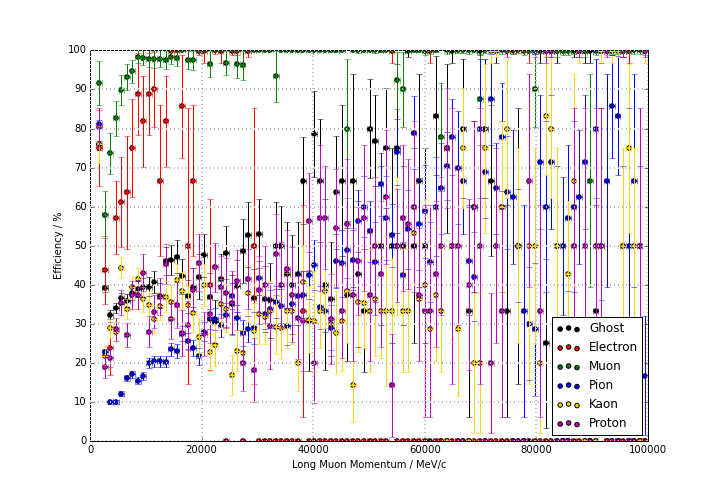 100
90
80
70
60
50
40
30
20
10
0
Efficiency / %
0
20000
40000
60000
80000
100000
Long Muon Momentum / MeV/c
Ghost
Electron
Muon
Pion
Kaon
Proton